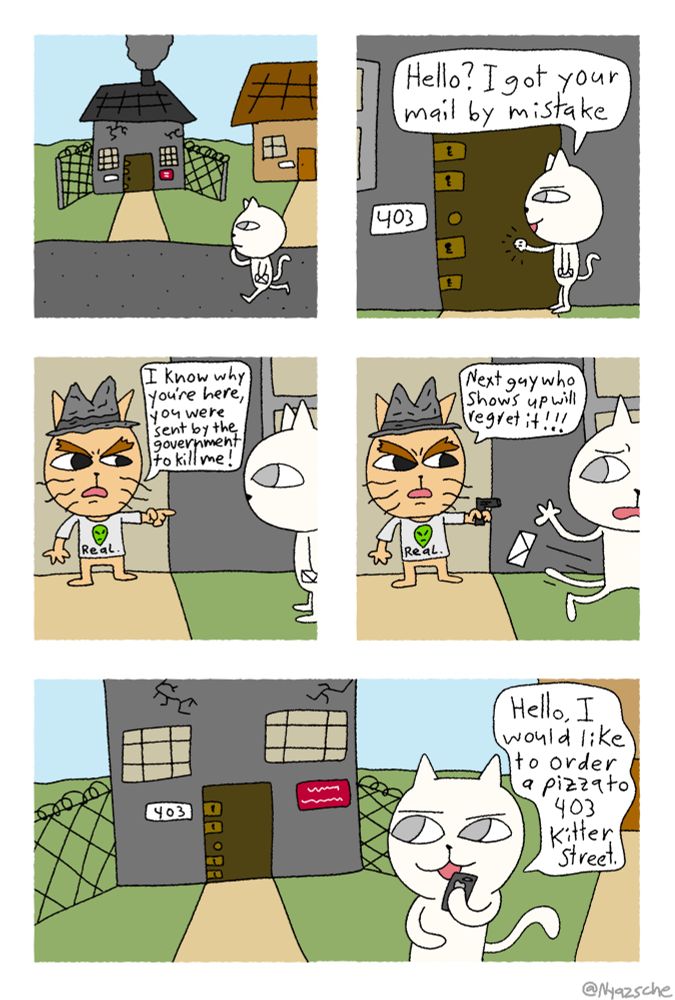 Hello? I got your
mail by mistake
403
I know why
you're here,
you were
sent by the
government
to kill me!
Real.
Next guy who
shows up will
regret it!!!
Real.
Hello, I
would like
to order
a pizza to
403
Kitter
Street.
403
@Nyazsche